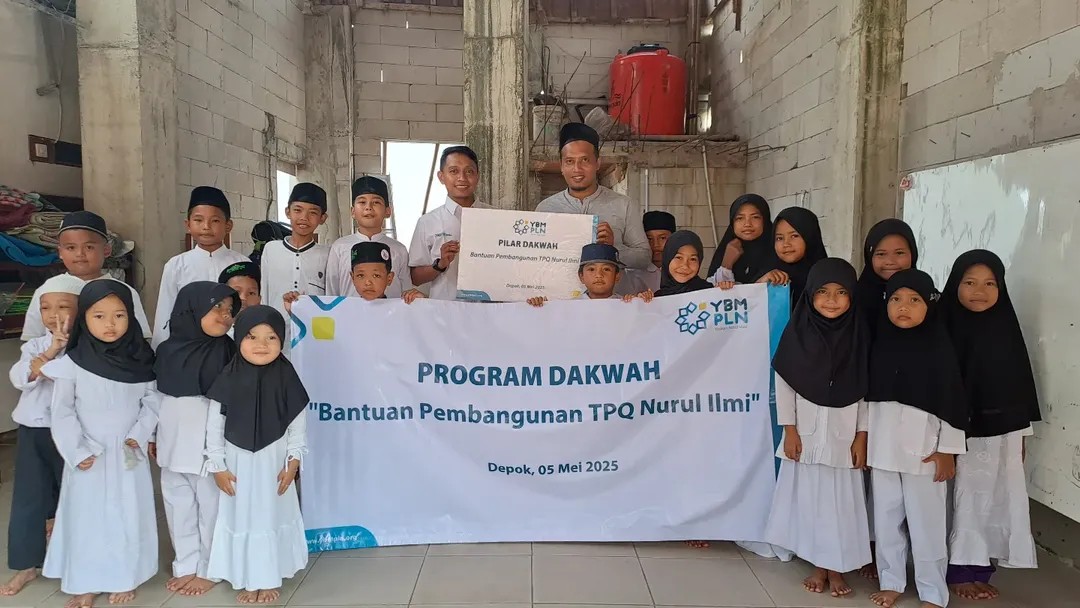 YBM
PLN
PILAR DAKWAH
Bantuan Pembangunan TPQ Nurul Ilmi
Depok, 05 Mei 2025
YBM
PLN
PROGRAM DAKWAH
"Bantuan Pembangunan TPQ Nurul Ilmi"
Depok, 05 Mei 2025